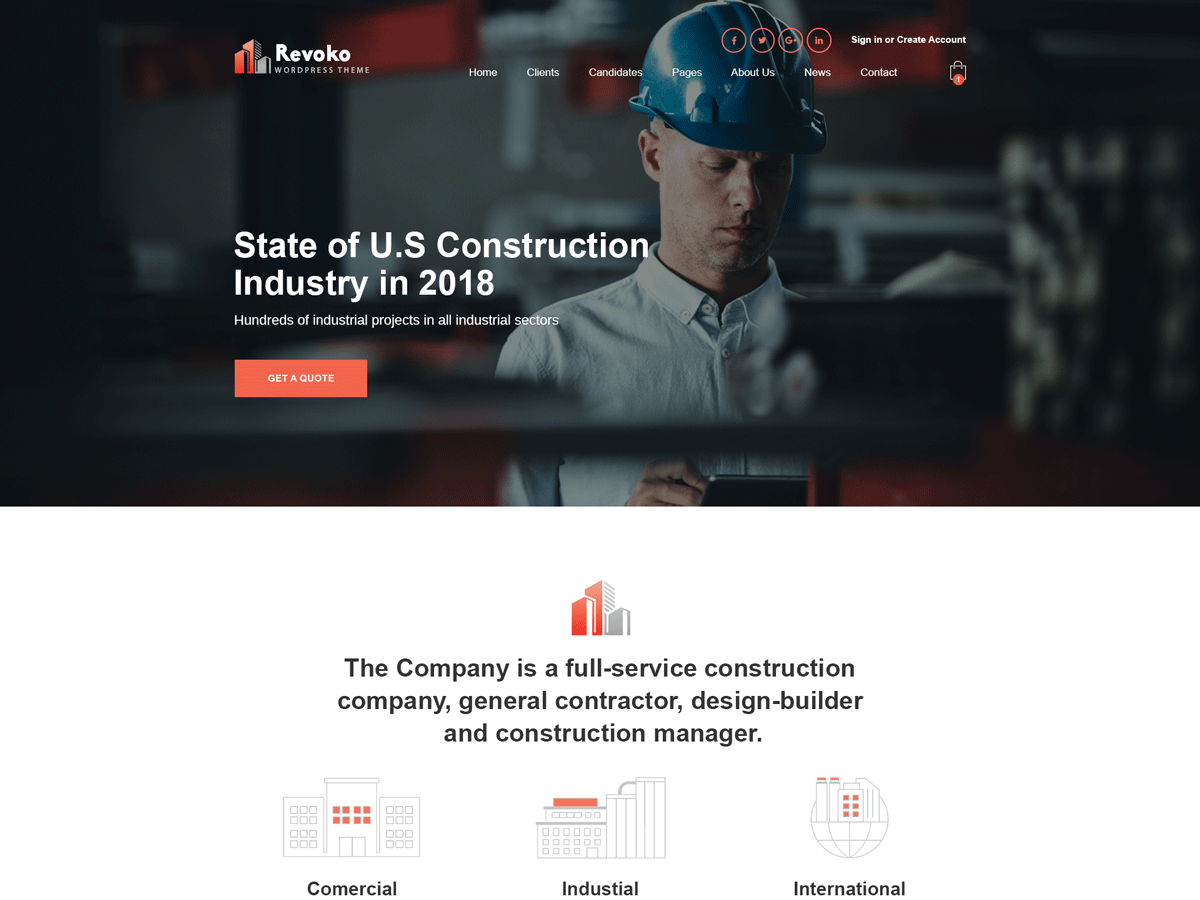 Revoko
WORDPRESS THEME
f
G+
in
Sign in or Create Account
Home
Clients
Candidates
Pages
About Us
News
Contact
1
State of U.S Construction
Industry in 2018
Hundreds of industrial projects in all industrial sectors
GET A QUOTE
The Company is a full-service construction
company, general contractor, design-builder
and construction manager.
Comercial
Industial
International